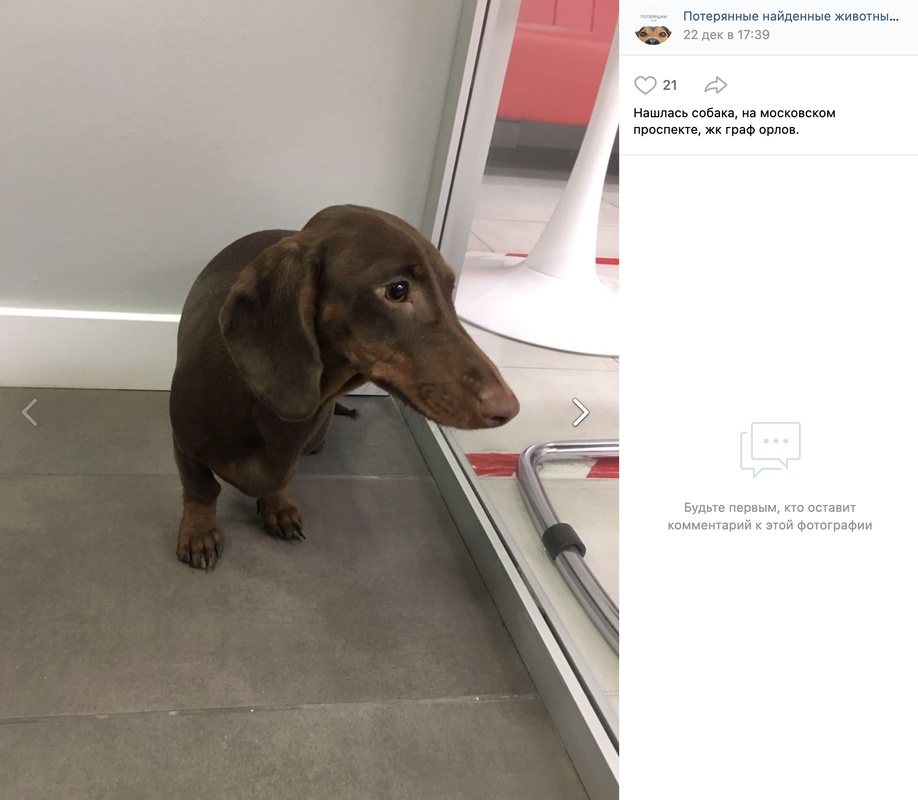 Потерянные найденные животны...
22 дек в 17:39
21
Нашлась собака, на московском
проспекте, жк граф орлов.
Будьте первым, кто оставит
комментарий к этой фотографии